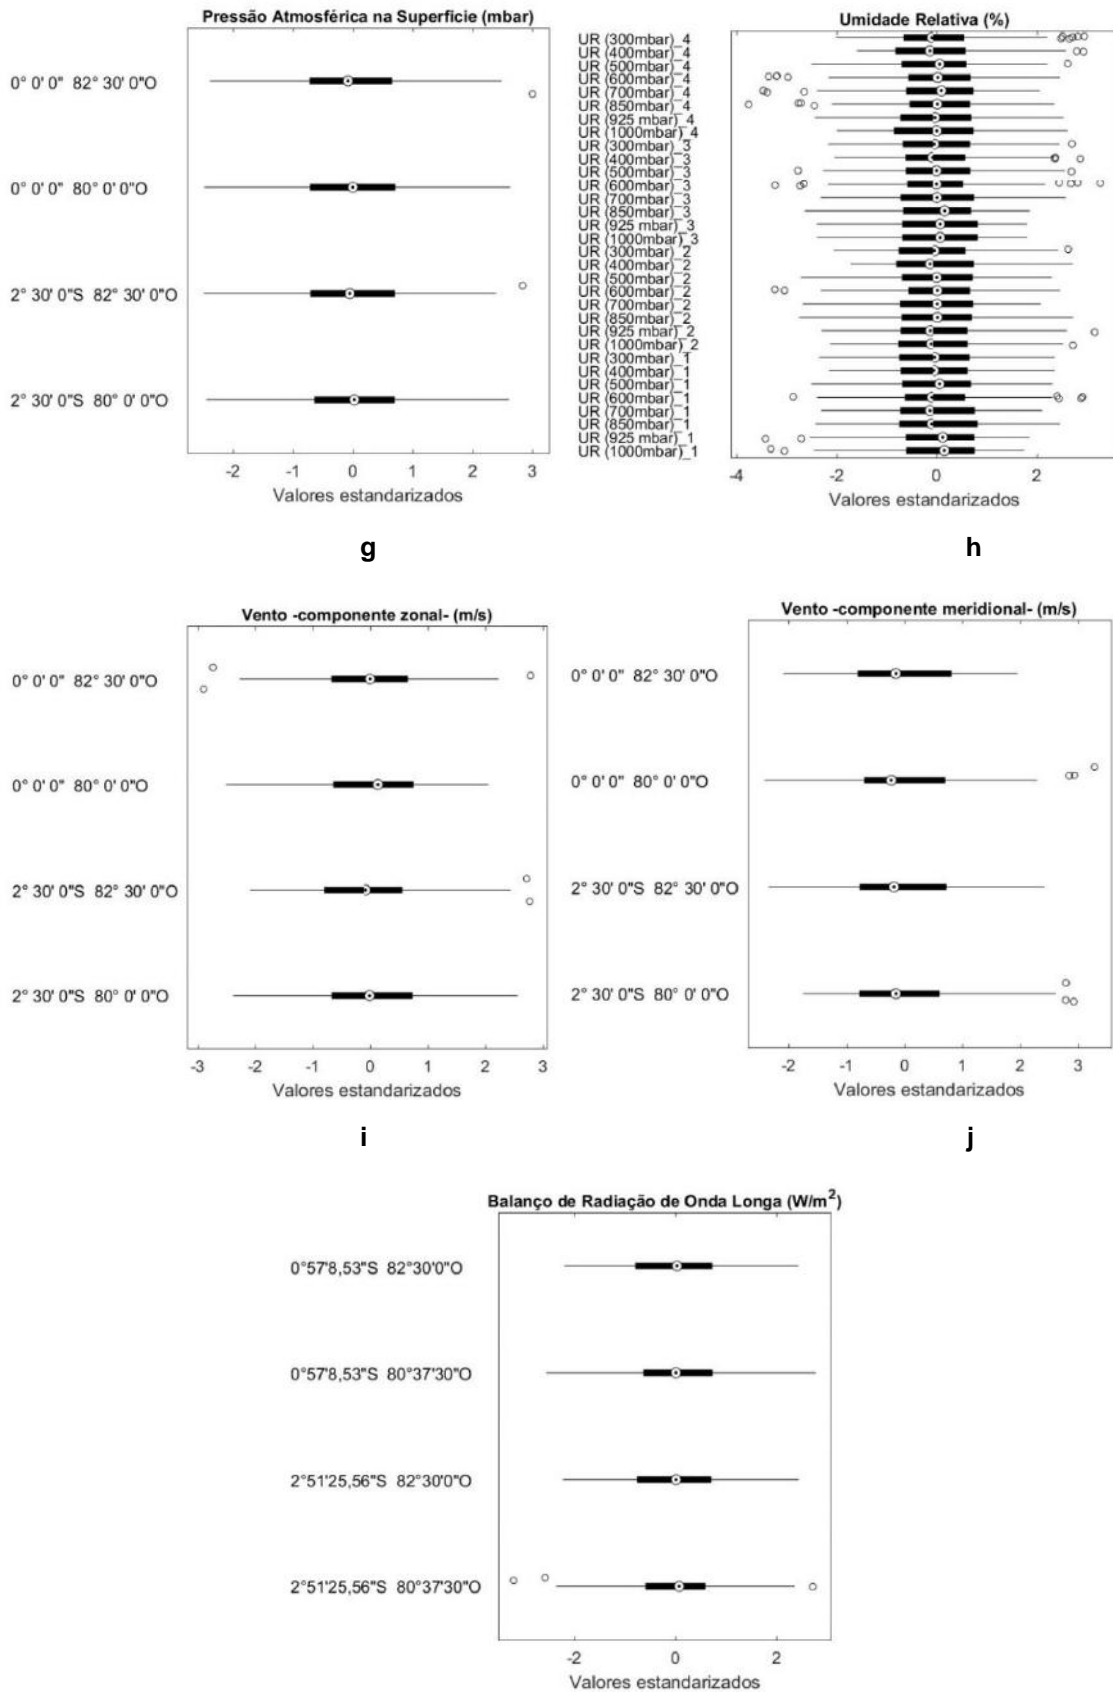 Pressão Atmosférica na Superfície (mbar)
0° 0' 0" 82° 30' 0"O
0° 0' 0" 80° 0' 0"O
2° 30' 0"S 82° 30' 0"O
2° 30' 0"S 80° 0' 0"O
-2 -1 0 1 2 3
Valores estandarizados
g
Umidade Relativa (%)
UR (300mbar)_4
UR (400mbar)_4
UR (500mbar)_4
UR (600mbar)_4
UR (700mbar)_4
UR (850mbar)_4
UR (925 mbar)_4
UR (1000mbar)_4
UR (300mbar)_3
UR (400mbar)_3
UR (500mbar)_3
UR (600mbar)_3
UR (700mbar)_3
UR (850mbar)_3
UR (925 mbar)_3
UR (1000mbar)_3
UR (300mbar)_2
UR (400mbar)_2
UR (500mbar)_2
UR (600mbar)_2
UR (700mbar)_2
UR (850mbar)_2
UR (925 mbar)_2
UR (1000mbar)_2
UR (300mbar)_1
UR (400mbar)_1
UR (500mbar)_1
UR (600mbar)_1
UR (700mbar)_1
UR (850mbar)_1
UR (925 mbar)_1
UR (1000mbar)_1
-4 -2 0 2
Valores estandarizados
h
Vento -componente zonal- (m/s)
0° 0' 0" 82° 30' 0"O
0° 0' 0" 80° 0' 0"O
2° 30' 0"S 82° 30' 0"O
2° 30' 0"S 80° 0' 0"O
-3 -2 -1 0 1 2 3
Valores estandarizados
i
Vento -componente meridional- (m/s)
0° 0' 0" 82° 30' 0"O
0° 0' 0" 80° 0' 0"O
2° 30' 0"S 82° 30' 0"O
2° 30' 0"S 80° 0' 0"O
-2 -1 0 1 2 3
Valores estandarizados
j
Balanço de Radiação de Onda Longa (W/m²)
0°57'8,53"S 82°30'0"O
0°57'8,53"S 80°37'30"O
2°51'25,56"S 82°30'0"O
2°51'25,56"S 80°37'30"O
-2 0 2
Valores estandarizados